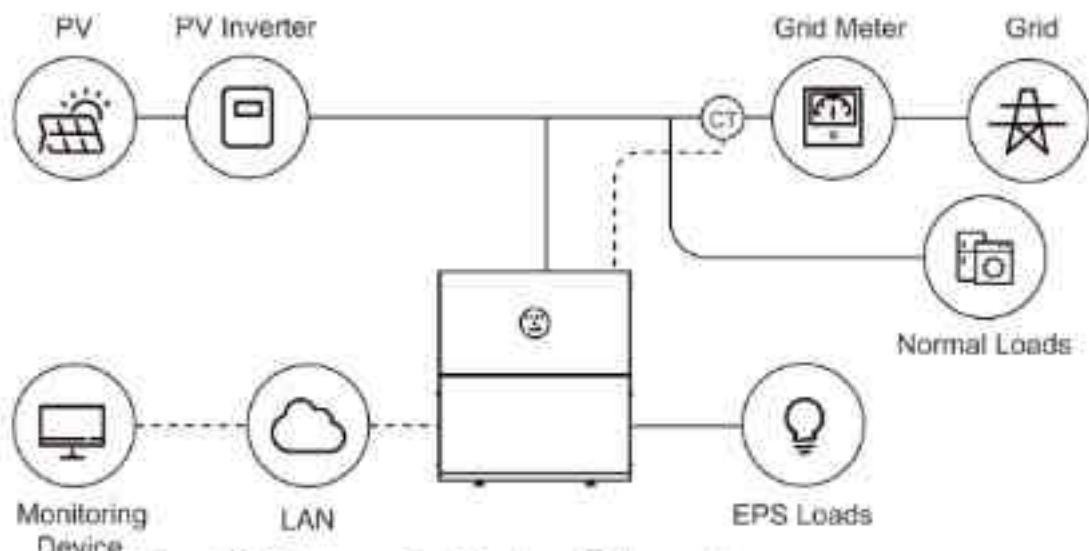 PV
PV Inverter
Grid Meter
Grid
CT
Normal Loads
Monitoring
Device
LAN
EPS Loads